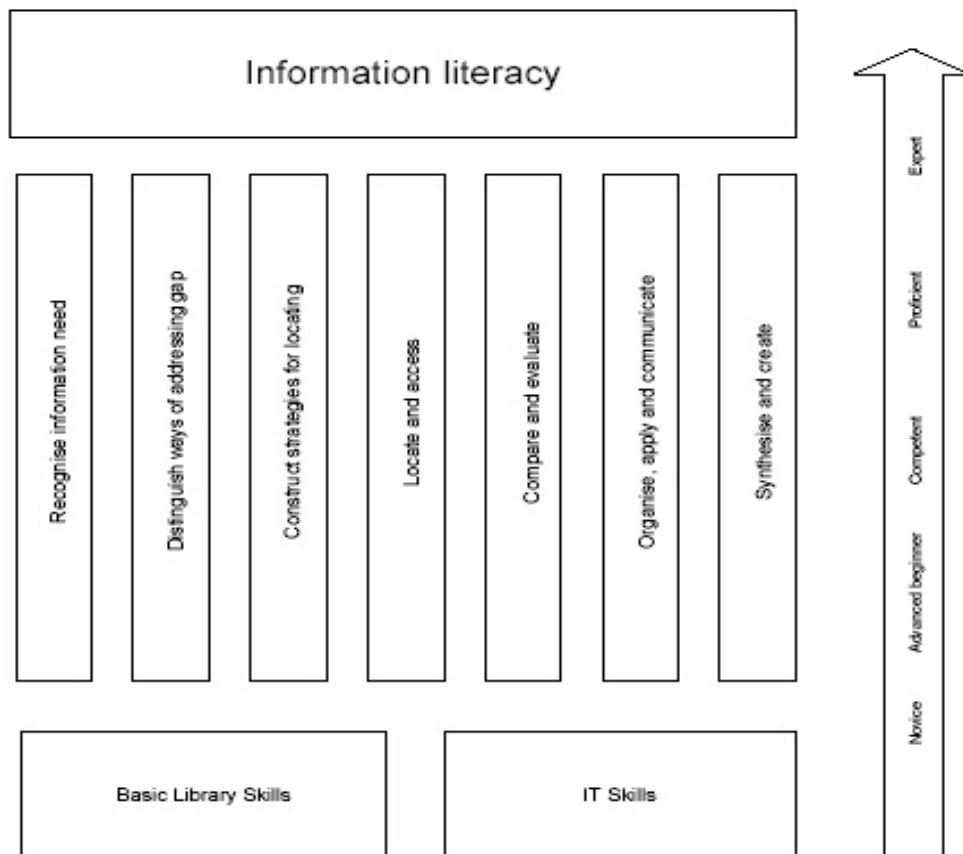 Information literacy
Recognise information need
Distinguish ways of addressing gap
Construct strategies for locating
Locate and access
Compare and evaluate
Organise, apply and communicate
Synthesise and create
Basic Library Skills
IT Skills
Expert
Proficient
Competent
Advanced beginner
Novice